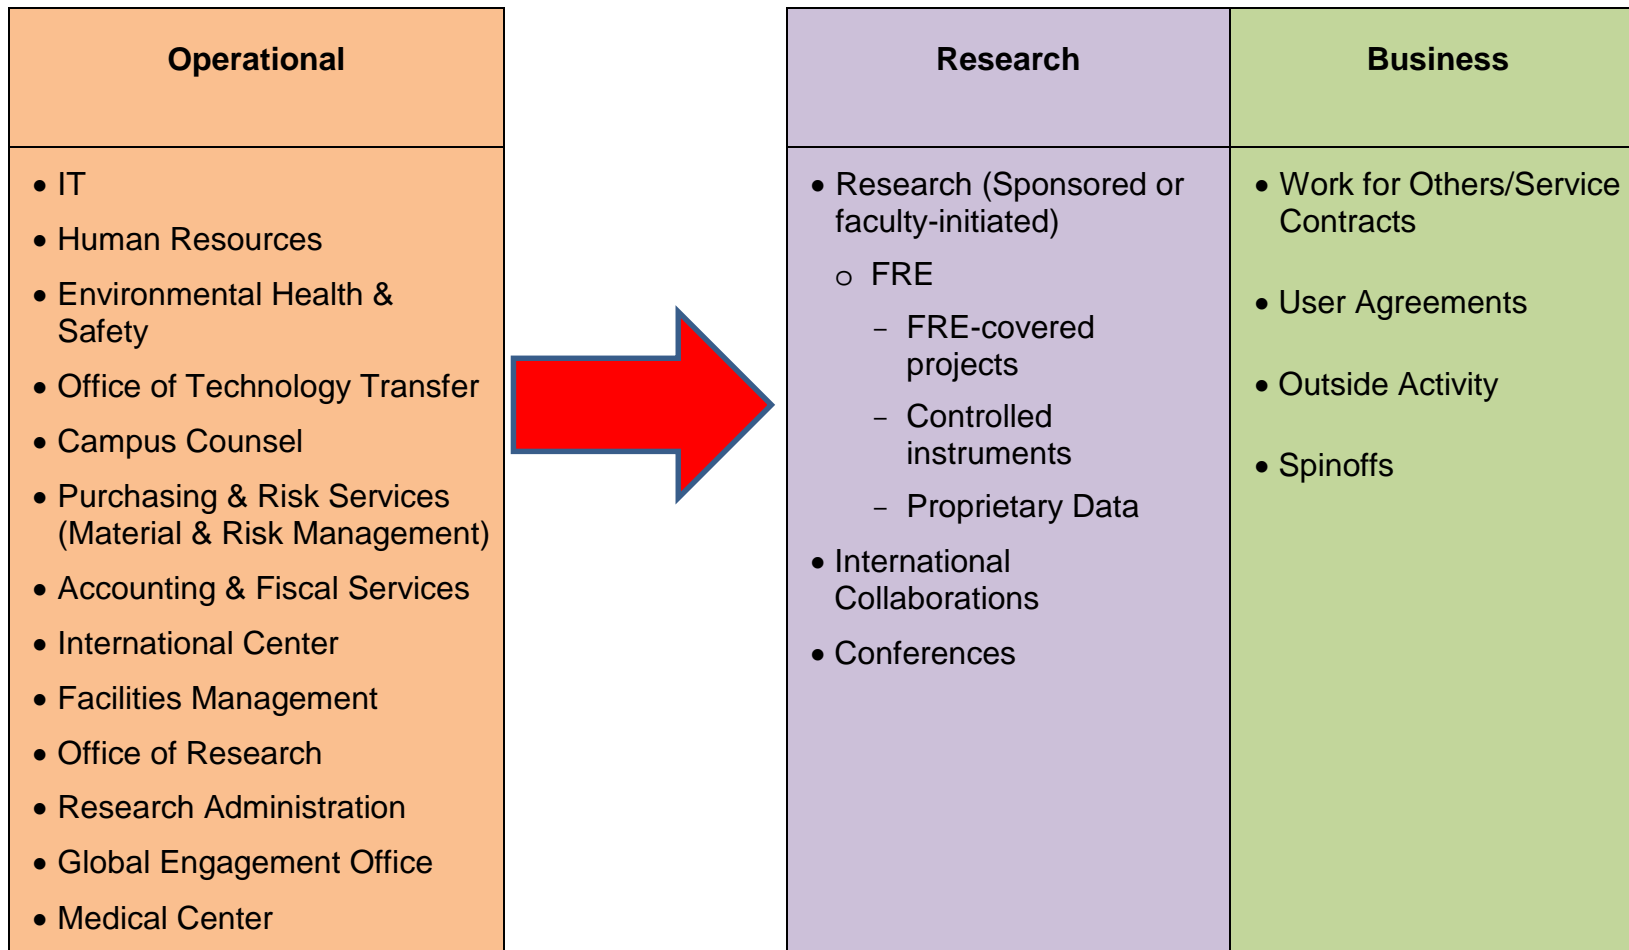 Operational
• IT
• Human Resources
• Environmental Health &
Safety
• Office of Technology Transfer
• Campus Counsel
• Purchasing & Risk Services
(Material & Risk Management)
• Accounting & Fiscal Services
• International Center
• Facilities Management
• Office of Research
• Research Administration
• Global Engagement Office
• Medical Center
Research
• Research (Sponsored or
faculty-initiated)
o FRE
– FRE-covered
projects
– Controlled
instruments
– Proprietary Data
• International
Collaborations
• Conferences
Business
• Work for Others/Service
Contracts
• User Agreements
• Outside Activity
• Spinoffs